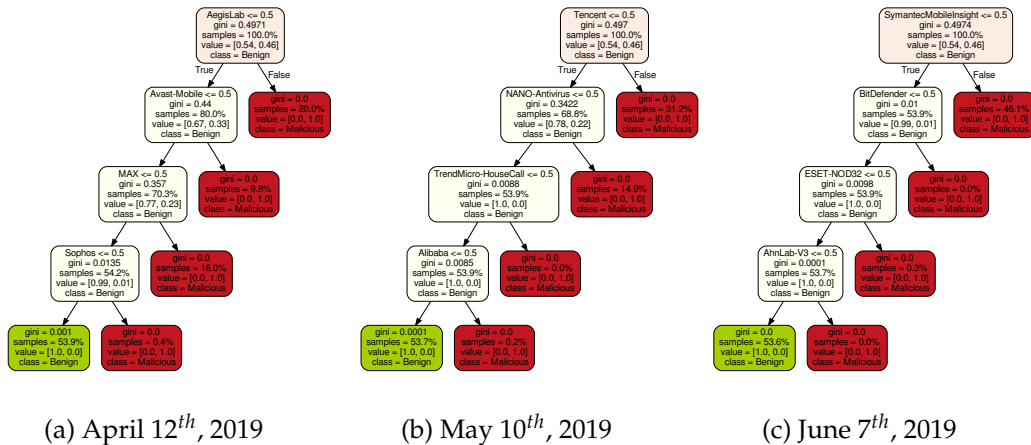 AegisLab <= 0.5
gini = 0.4971
samples = 100.0%
value = [0.54, 0.46]
class = Benign
True
False
Avast-Mobile <= 0.5
gini = 0.44
samples = 80.0%
value = [0.67, 0.33]
class = Benign
gini = 0.0
samples = 20.0%
value = [0.0, 1.0]
class = Malicious
MAX <= 0.5
gini = 0.357
samples = 70.3%
value = [0.77, 0.23]
class = Benign
gini = 0.0
samples = 9.8%
value = [0.0, 1.0]
class = Malicious
Sophos <= 0.5
gini = 0.0135
samples = 54.2%
value = [0.99, 0.01]
class = Benign
gini = 0.0
samples = 16.0%
value = [0.0, 1.0]
class = Malicious
gini = 0.001
samples = 53.9%
value = [1.0, 0.0]
class = Benign
gini = 0.0
samples = 0.4%
value = [0.0, 1.0]
class = Malicious
(a) April 12th, 2019
Tencent <= 0.5
gini = 0.497
samples = 100.0%
value = [0.54, 0.46]
class = Benign
True
False
NANO-Antivirus <= 0.5
gini = 0.3422
samples = 68.8%
value = [0.78, 0.22]
class = Benign
gini = 0.0
samples = 31.2%
value = [0.0, 1.0]
class = Malicious
TrendMicro-HouseCall <= 0.5
gini = 0.0088
samples = 53.9%
value = [1.0, 0.0]
class = Benign
gini = 0.0
samples = 14.9%
value = [0.0, 1.0]
class = Malicious
Alibaba <= 0.5
gini = 0.0085
samples = 53.9%
value = [1.0, 0.0]
class = Benign
gini = 0.0
samples = 0.0%
value = [0.0, 1.0]
class = Malicious
gini = 0.0001
samples = 53.7%
value = [1.0, 0.0]
class = Benign
gini = 0.0
samples = 0.2%
value = [0.0, 1.0]
class = Malicious
(b) May 10th, 2019
SymantecMobileInsight <= 0.5
gini = 0.4974
samples = 100.0%
value = [0.54, 0.46]
class = Benign
True
False
BitDefender <= 0.5
gini = 0.01
samples = 53.9%
value = [0.99, 0.01]
class = Benign
gini = 0.0
samples = 46.1%
value = [0.0, 1.0]
class = Malicious
ESET-NOD32 <= 0.5
gini = 0.0098
samples = 53.9%
value = [0.99, 0.01]
class = Benign
gini = 0.0
samples = 0.0%
value = [0.0, 1.0]
class = Malicious
AhnLab-V3 <= 0.5
gini = 0.0001
samples = 53.7%
value = [1.0, 0.0]
class = Benign
gini = 0.0
samples = 0.3%
value = [0.0, 1.0]
class = Malicious
gini = 0.0
samples = 53.6%
value = [1.0, 0.0]
class = Benign
gini = 0.0
samples = 0.0%
value = [0.0, 1.0]
class = Malicious
(c) June 7th, 2019